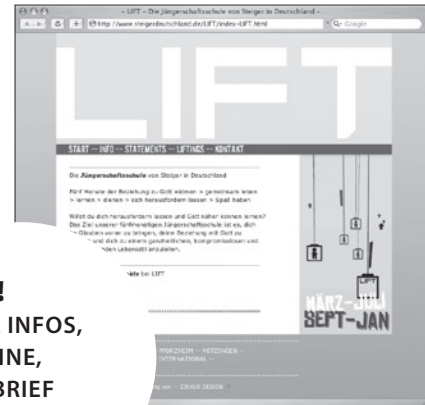 – LIFT – Die Jüngerschaftsschule von Steiger in Deutschland –
http://www.steigerdeutschland.de/LIFT/index-LIFT.html
Q- Google
LIFT
START -- INFO -- STATEMENTS -- LIFTINGS -- KONTAKT
Die Jüngerschaftsschule von Steiger in Deutschland
Fünf Monate der Beziehung zu Gott widmen > gemeinsam leben
> lernen > dienen > sich herausfordern lassen > Spaß haben
Willst du dich herausfordern lassen und Gott näher kennen lernen?
Das Ziel unserer fünfmonatigen Jüngerschaftsschule ist es, dich
Glauben voran zu bringen, deine Beziehung mit Gott zu
und dich zu einem ganzheitlichen, kompromisslosen und
nden Lebensstil anzuleiten.
bei LIFT
LIFT
MÄRZ-JULI
SEPT-JAN
!
INFOS,
INE,
BRIEF
PFORZHEIM -- METZINGEN --
INTERNATIONAL --
von -- ZIRKUS DESIGN